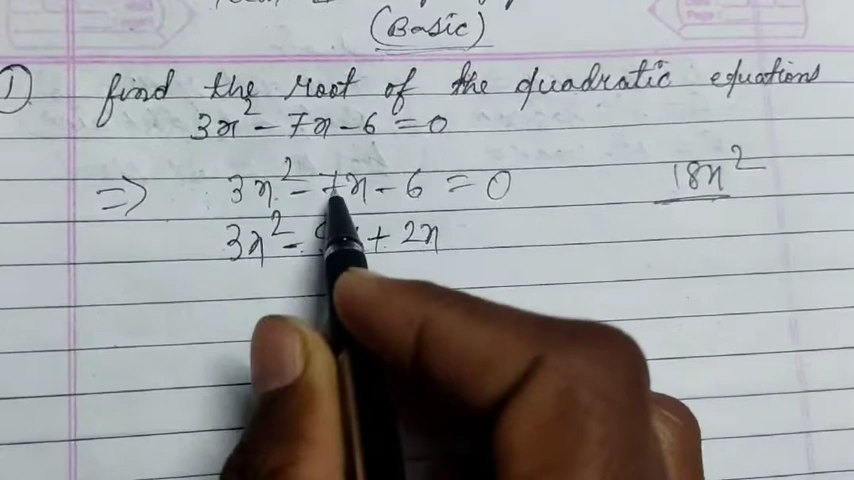 (Basic)
1 find the root of the quadratic equations
3x² - 7x - 6 = 0
=> 3x² - 7x - 6 = 0 18x²
3x² - + 2x